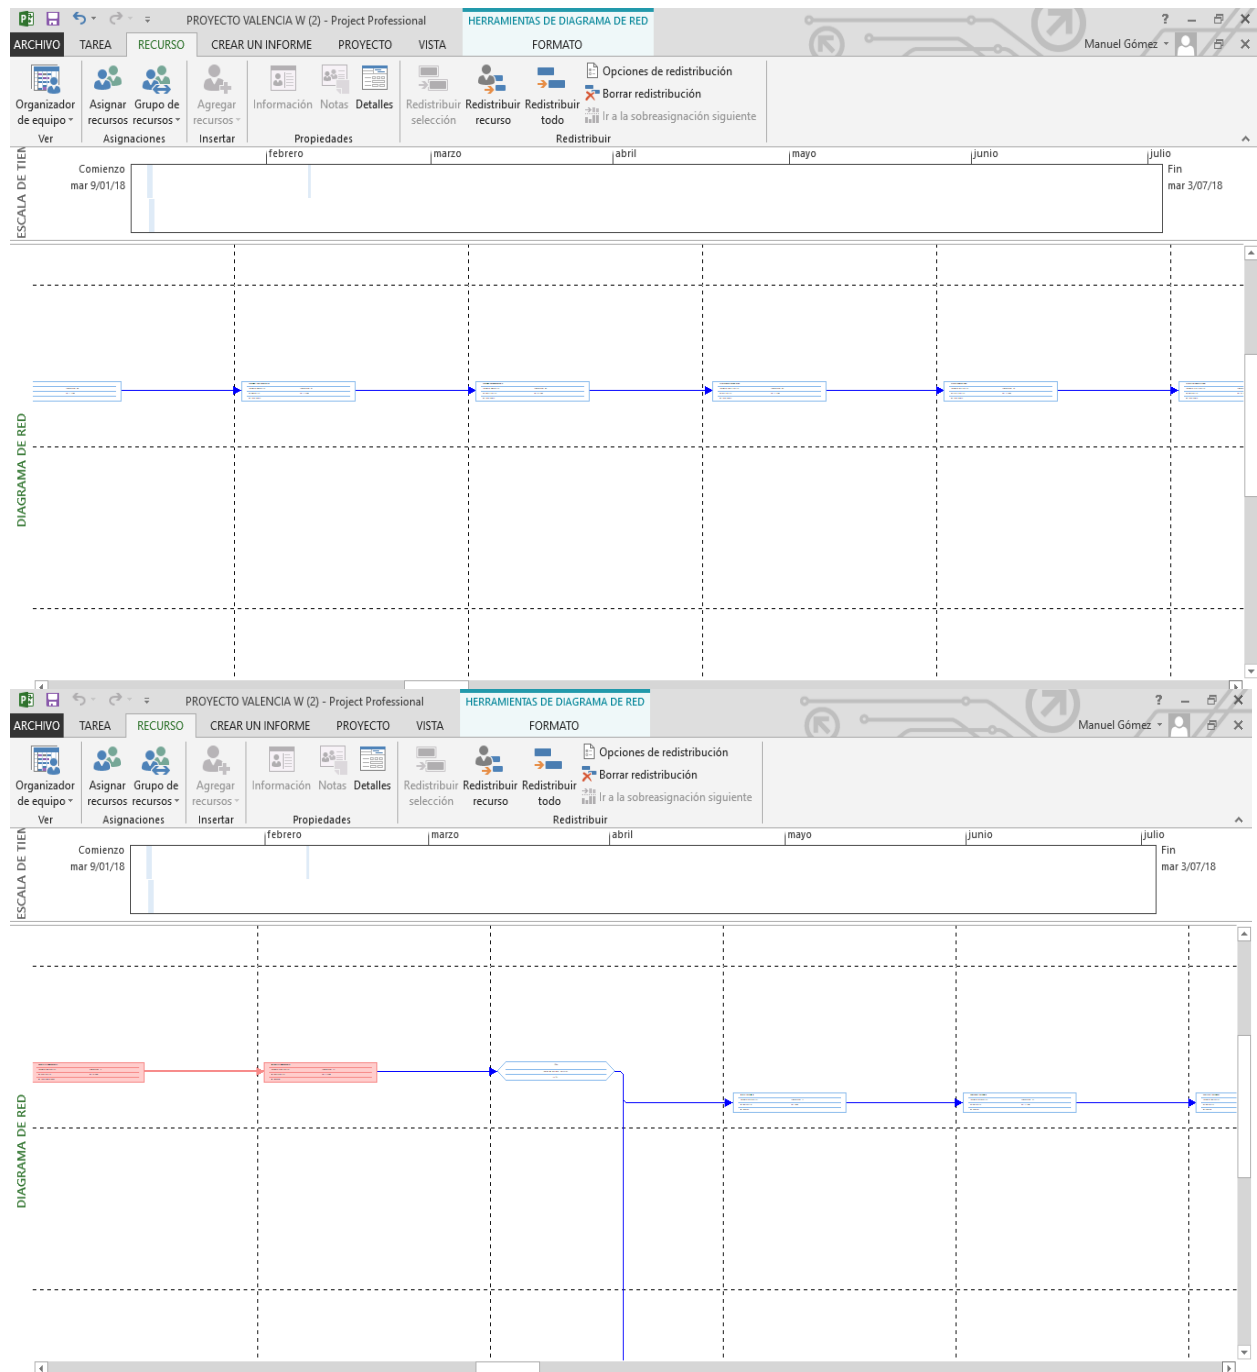 PROYECTO VALENCIA W (2) - Project Professional
HERRAMIENTAS DE DIAGRAMA DE RED
?
ARCHIVO TAREA RECURSO CREAR UN INFORME PROYECTO VISTA FORMATO Manuel Gómez
Organizador de equipo
Asignar recursos
Grupo de recursos
Agregar recursos
Información
Notas
Detalles
Redistribuir selección
Redistribuir recurso
Redistribuir todo
Opciones de redistribución
Borrar redistribución
Ir a la sobreasignación siguiente
Ver Asignaciones Insertar Propiedades Redistribuir
ESCALA DE TIEN
febrero marzo abril mayo junio julio
Comienzo
mar 9/01/18
Fin
mar 3/07/18
DIAGRAMA DE RED
PROYECTO VALENCIA W (2) - Project Professional
HERRAMIENTAS DE DIAGRAMA DE RED
?
ARCHIVO TAREA RECURSO CREAR UN INFORME PROYECTO VISTA FORMATO Manuel Gómez
Organizador de equipo
Asignar recursos
Grupo de recursos
Agregar recursos
Información
Notas
Detalles
Redistribuir selección
Redistribuir recurso
Redistribuir todo
Opciones de redistribución
Borrar redistribución
Ir a la sobreasignación siguiente
Ver Asignaciones Insertar Propiedades Redistribuir
ESCALA DE TIEN
febrero marzo abril mayo junio julio
Comienzo
mar 9/01/18
Fin
mar 3/07/18
DIAGRAMA DE RED